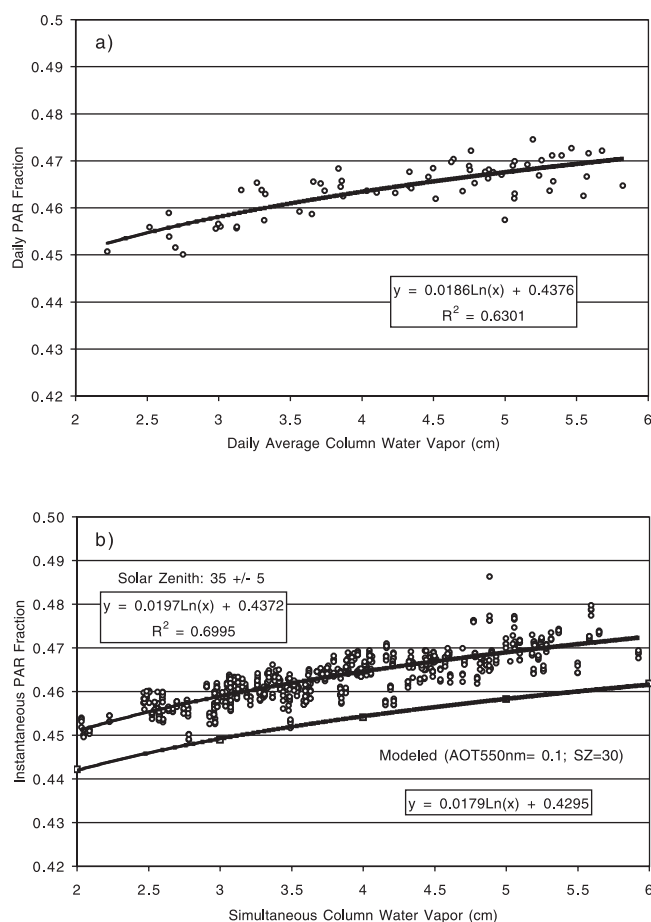 a)
0.5
0.49
0.48
0.47
0.46
0.45
0.44
0.43
0.42
Daily PAR Fraction
y = 0.0186Ln(x) + 0.4376
R² = 0.6301
2 2.5 3 3.5 4 4.5 5 5.5 6
Daily Average Column Water Vapor (cm)
b)
0.50
0.49
0.48
0.47
0.46
0.45
0.44
0.43
0.42
Instantaneous PAR Fraction
Solar Zenith: 35 +/- 5
y = 0.0197Ln(x) + 0.4372
R² = 0.6995
Modeled (AOT550nm= 0.1; SZ=30)
y = 0.0179Ln(x) + 0.4295
2 2.5 3 3.5 4 4.5 5 5.5 6
Simultaneous Column Water Vapor (cm)